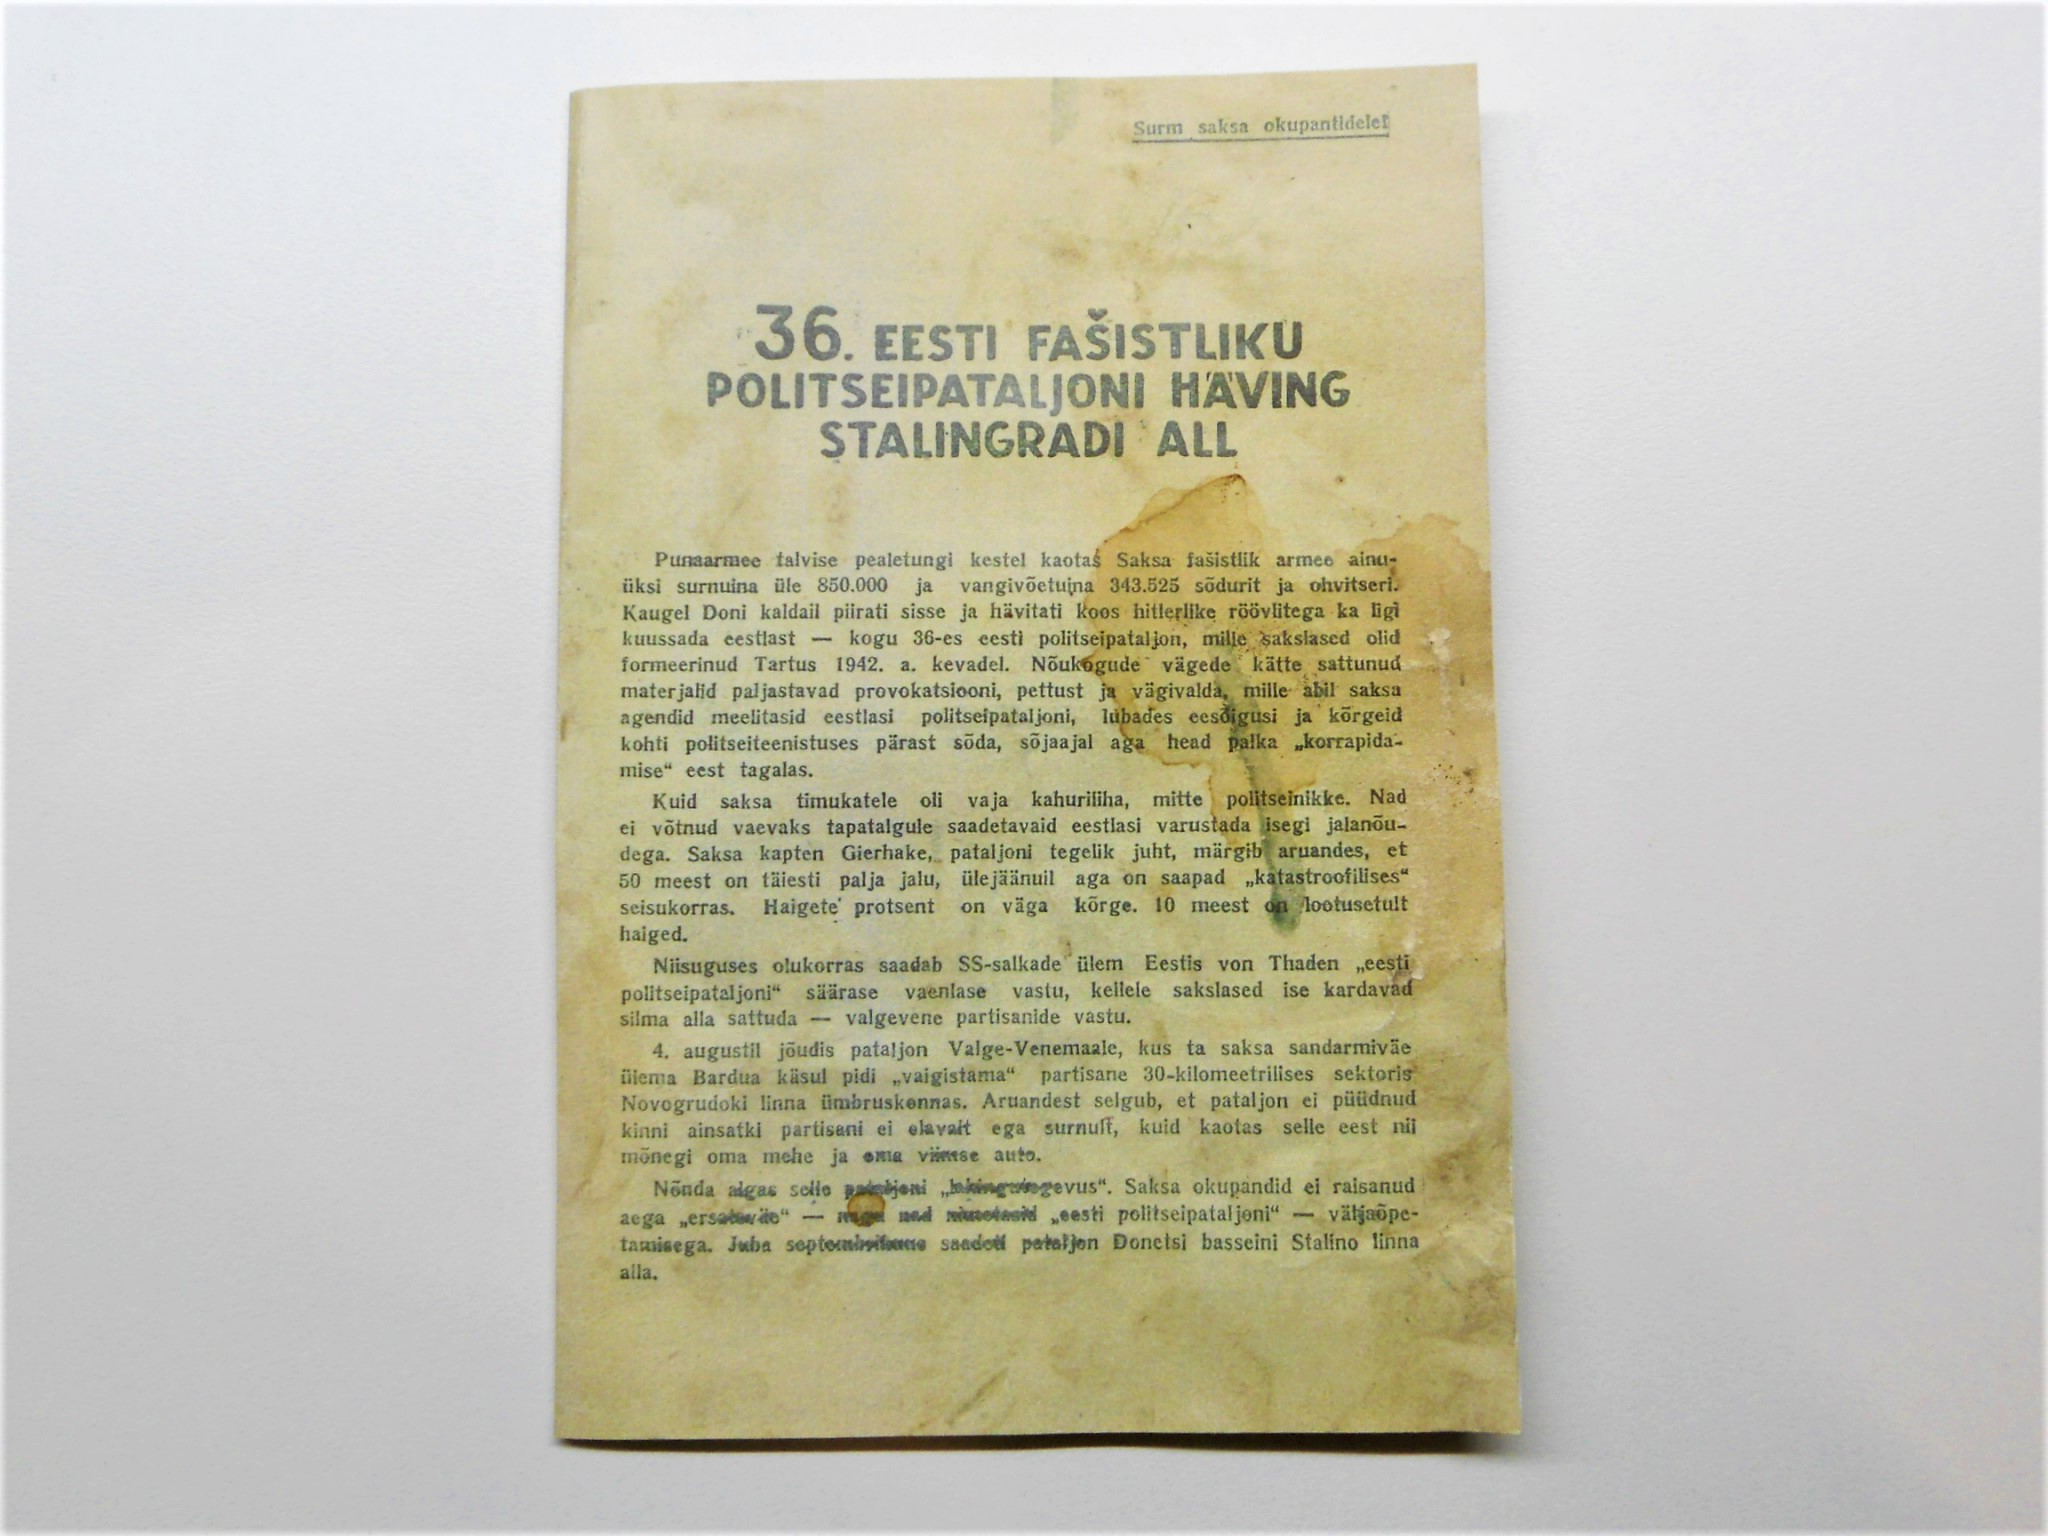 Surm saksa okupantidele!
36. EESTI FAŠISTLIKU
POLITSEIPATALJONI HÄVING
STALINGRADI ALL
Punaarmee talvise pealetungi kestel kaotas Saksa fašistlik armee ainu-
üksi surnuina üle 850.000 ja vangivõetuina 343.525 sõdurit ja ohvitseri.
Kaugel Doni kaldail piirati sisse ja hävitati koos hitlerlike röövlitega ka ligi
kuussada eestlast — kogu 36-es eesti politseipataljon, mille sakslased olid
formeerinud Tartus 1942. a. kevadel. Nõukogude vägede kätte sattunud
materjalid paljastavad provokatsiooni, pettust ja vägivalda, mille abil saksa
agendid meelitasid eestlasi politseipataljoni, lubades eesõigusi ja kõrgeid
kohti politseiteenistuses pärast sõda, sõjaajal aga head palka „korrapida-
mise“ eest tagalas.
Kuid saksa timukatele oli vaja kahuriliha, mitte politseinikke. Nad
ei võtnud vaevaks tapatalgule saadetavaid eestlasi varustada isegi jalanõu-
dega. Saksa kapten Gierhake, pataljoni tegelik juht, märgib aruandes, et
50 meest on täiesti palja jalu, ülejäänuil aga on saapad „katastroofilises“
seisukorras. Haigete protsent on väga kõrge. 10 meest on lootusetult
haiged.
Niisuguses olukorras saadab SS-salkade ülem Eestis von Thaden „eesti
politseipataljoni“ säärase vaenlase vastu, kellele sakslased ise kardavad
silma alla sattuda — valgevene partisanide vastu.
4. augustil jõudis pataljon Valge-Venemaale, kus ta saksa sandarmiväe
ülema Bardua käsul pidi „vaigistama“ partisane 30-kilomeetrilises sektoris
Novogrudoki linna ümbruskonnas. Aruandest selgub, et pataljon ei püüdnud
kinni ainsatki partisani ei elavalt ega surnult, kuid kaotas selle eest nii
mõnegi oma mehe ja oma viimse auto.
Nõnda algas selle pataljoni „lahingutegevus“. Saksa okupandid ei raisanud
aega „ersatsväe“ — nagu nad nimetasid „eesti politseipataljoni“ — väljaõpe-
tamisega. Juba septembrikuus saadeti pataljon Donetsi basseini Stalino linna
alla.